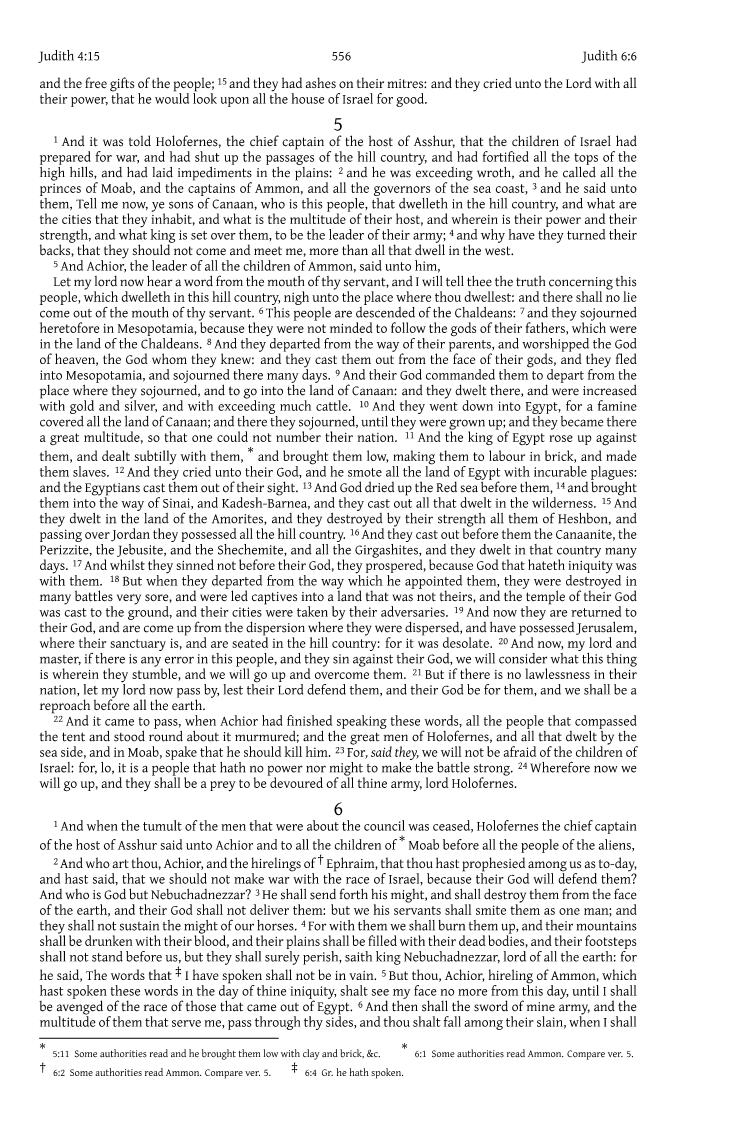 Judith 4:15 556 Judith 6:6
and the free gifts of the people; 15 and they had ashes on their mitres: and they cried unto the Lord with all
their power, that he would look upon all the house of Israel for good.
5
1 And it was told Holofernes, the chief captain of the host of Asshur, that the children of Israel had
prepared for war, and had shut up the passages of the hill country, and had fortified all the tops of the
high hills, and had laid impediments in the plains: 2 and he was exceeding wroth, and he called all the
princes of Moab, and the captains of Ammon, and all the governors of the sea coast, 3 and he said unto
them, Tell me now, ye sons of Canaan, who is this people, that dwelleth in the hill country, and what are
the cities that they inhabit, and what is the multitude of their host, and wherein is their power and their
strength, and what king is set over them, to be the leader of their army; 4 and why have they turned their
backs, that they should not come and meet me, more than all that dwell in the west.
5 And Achior, the leader of all the children of Ammon, said unto him,
Let my lord now hear a word from the mouth of thy servant, and I will tell thee the truth concerning this
people, which dwelleth in this hill country, nigh unto the place where thou dwellest: and there shall no lie
come out of the mouth of thy servant. 6 This people are descended of the Chaldeans: 7 and they sojourned
heretofore in Mesopotamia, because they were not minded to follow the gods of their fathers, which were
in the land of the Chaldeans. 8 And they departed from the way of their parents, and worshipped the God
of heaven, the God whom they knew: and they cast them out from the face of their gods, and they fled
into Mesopotamia, and sojourned there many days. 9 And their God commanded them to depart from the
place where they sojourned, and to go into the land of Canaan: and they dwelt there, and were increased
with gold and silver, and with exceeding much cattle. 10 And they went down into Egypt, for a famine
covered all the land of Canaan; and there they sojourned, until they were grown up; and they became there
a great multitude, so that one could not number their nation. 11 And the king of Egypt rose up against
them, and dealt subtilly with them, * and brought them low, making them to labour in brick, and made
them slaves. 12 And they cried unto their God, and he smote all the land of Egypt with incurable plagues:
and the Egyptians cast them out of their sight. 13 And God dried up the Red sea before them, 14 and brought
them into the way of Sinai, and Kadesh-Barnea, and they cast out all that dwelt in the wilderness. 15 And
they dwelt in the land of the Amorites, and they destroyed by their strength all them of Heshbon, and
passing over Jordan they possessed all the hill country. 16 And they cast out before them the Canaanite, the
Perizzite, the Jebusite, and the Shechemite, and all the Girgashites, and they dwelt in that country many
days. 17 And whilst they sinned not before their God, they prospered, because God that hateth iniquity was
with them. 18 But when they departed from the way which he appointed them, they were destroyed in
many battles very sore, and were led captives into a land that was not theirs, and the temple of their God
was cast to the ground, and their cities were taken by their adversaries. 19 And now they are returned to
their God, and are come up from the dispersion where they were dispersed, and have possessed Jerusalem,
where their sanctuary is, and are seated in the hill country: for it was desolate. 20 And now, my lord and
master, if there is any error in this people, and they sin against their God, we will consider what this thing
is wherein they stumble, and we will go up and overcome them. 21 But if there is no lawlessness in their
nation, let my lord now pass by, lest their Lord defend them, and their God be for them, and we shall be a
reproach before all the earth.
22 And it came to pass, when Achior had finished speaking these words, all the people that compassed
the tent and stood round about it murmured; and the great men of Holofernes, and all that dwelt by the
sea side, and in Moab, spake that he should kill him. 23 For, said they, we will not be afraid of the children of
Israel: for, lo, it is a people that hath no power nor might to make the battle strong. 24 Wherefore now we
will go up, and they shall be a prey to be devoured of all thine army, lord Holofernes.
6
1 And when the tumult of the men that were about the council was ceased, Holofernes the chief captain
of the host of Asshur said unto Achior and to all the children of * Moab before all the people of the aliens,
2 And who art thou, Achior, and the hirelings of † Ephraim, that thou hast prophesied among us as to-day,
and hast said, that we should not make war with the race of Israel, because their God will defend them?
And who is God but Nebuchadnezzar? 3 He shall send forth his might, and shall destroy them from the face
of the earth, and their God shall not deliver them: but we his servants shall smite them as one man; and
they shall not sustain the might of our horses. 4 For with them we shall burn them up, and their mountains
shall be drunken with their blood, and their plains shall be filled with their dead bodies, and their footsteps
shall not stand before us, but they shall surely perish, saith king Nebuchadnezzar, lord of all the earth: for
he said, The words that ‡ I have spoken shall not be in vain. 5 But thou, Achior, hireling of Ammon, which
hast spoken these words in the day of thine iniquity, shalt see my face no more from this day, until I shall
be avenged of the race of those that came out of Egypt. 6 And then shall the sword of mine army, and the
multitude of them that serve me, pass through thy sides, and thou shalt fall among their slain, when I shall
* 5:11 Some authorities read and he brought them low with clay and brick, &c. * 6:1 Some authorities read Ammon. Compare ver. 5.
† 6:2 Some authorities read Ammon. Compare ver. 5. ‡ 6:4 Gr. he hath spoken.